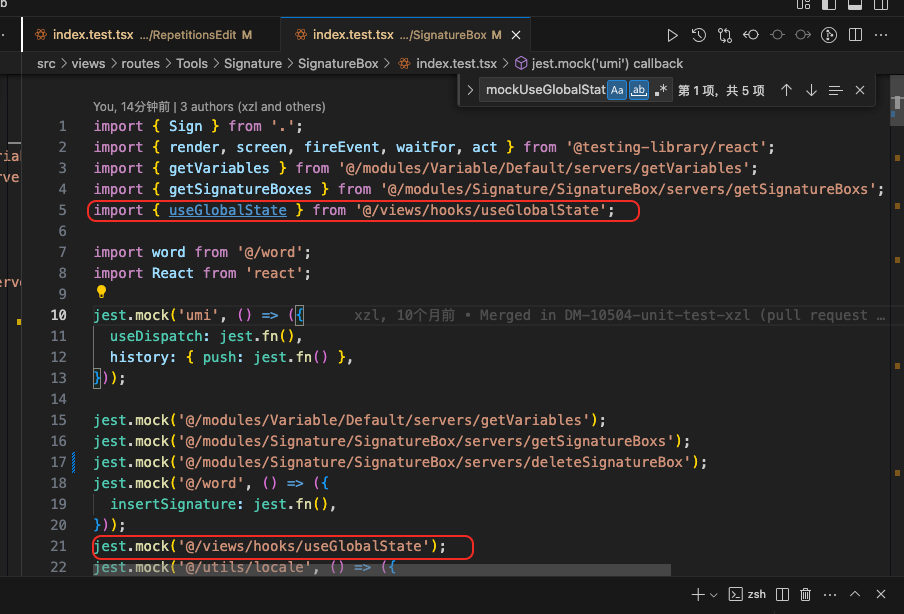 b
index.test.tsx .../RepetitionsEdit M
index.test.tsx .../SignatureBox M
src > views > routes > Tools > Signature > SignatureBox > index.test.tsx > jest.mock('umi') callback
mockUseGlobalStat Aa ab .* 第 1 项，共 5 项
You, 14分钟前 | 3 authors (xzl and others)
1 import { Sign } from '.';
2 import { render, screen, fireEvent, waitFor, act } from '@testing-library/react';
3 import { getVariables } from '@/modules/Variable/Default/servers/getVariables';
4 import { getSignatureBoxes } from '@/modules/Signature/SignatureBox/servers/getSignatureBoxs';
5 import { useGlobalState } from '@/views/hooks/useGlobalState';
6
7 import word from '@/word';
8 import React from 'react';
9
10 jest.mock('umi', () => ({ xzl, 10个月前 • Merged in DM-10504-unit-test-xzl (pull request …
11 useDispatch: jest.fn(),
12 history: { push: jest.fn() },
13 }));
14
15 jest.mock('@/modules/Variable/Default/servers/getVariables');
16 jest.mock('@/modules/Signature/SignatureBox/servers/getSignatureBoxs');
17 jest.mock('@/modules/Signature/SignatureBox/servers/deleteSignatureBox');
18 jest.mock('@/word', () => ({
19 insertSignature: jest.fn(),
20 }));
21 jest.mock('@/views/hooks/useGlobalState');
22 jest.mock('@/utils/locale', () => ({
zsh